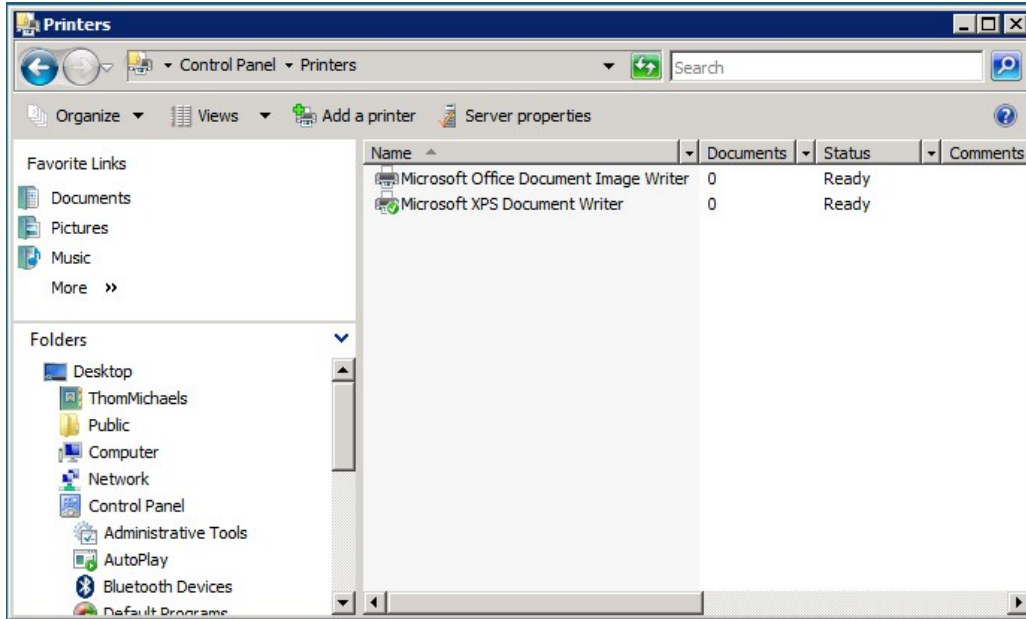 Printers
Control Panel Printers
Search
Organize Views Add a printer Server properties
Favorite Links
Documents
Pictures
Music
More »
Folders
Desktop
ThomMichaels
Public
Computer
Network
Control Panel
Administrative Tools
AutoPlay
Bluetooth Devices
Default Programs
Name Documents Status Comments
Microsoft Office Document Image Writer 0 Ready
Microsoft XPS Document Writer 0 Ready